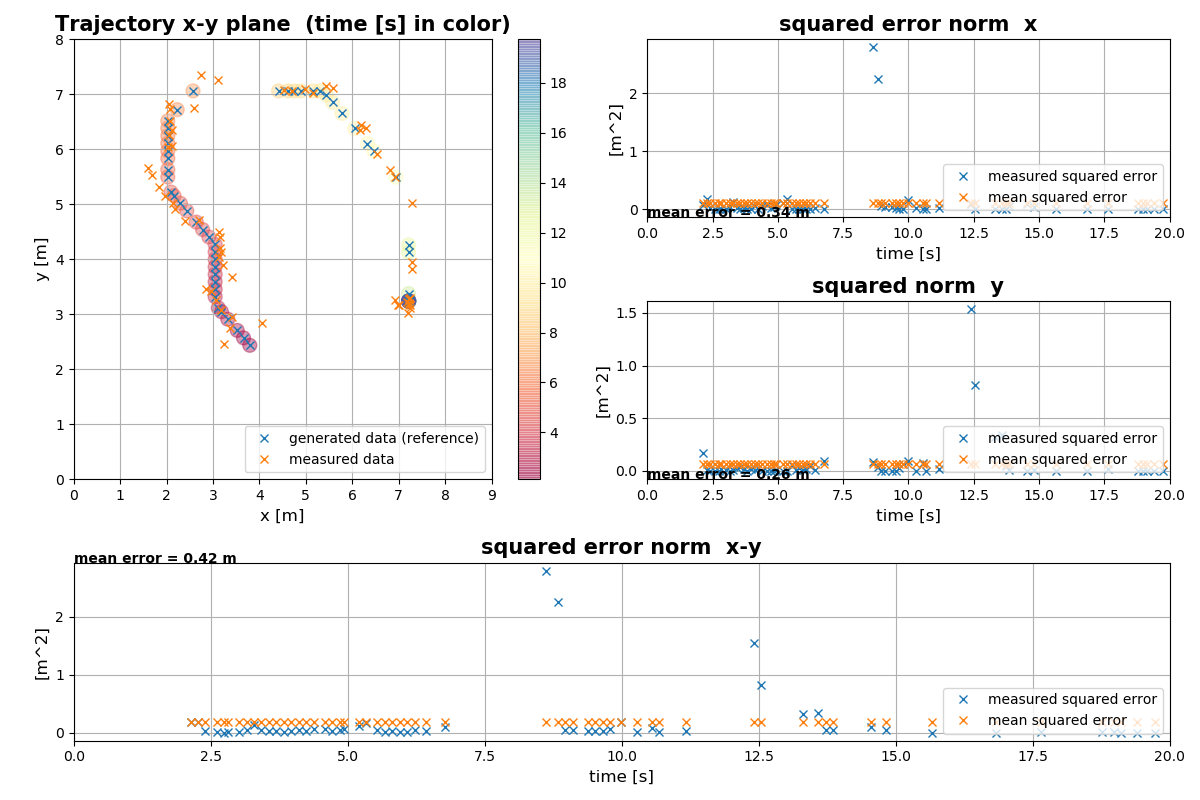 Trajectory x-y plane  (time [s] in color)
8
7
6
5
4
3
2
1
0
y [m]
0 1 2 3 4 5 6 7 8 9
x [m]
generated data (reference)
measured data
18
16
14
12
10
8
6
4
squared error norm  x
[m^2]
2
1
0
measured squared error
mean squared error
mean error = 0.34 m
0.0 2.5 5.0 7.5 10.0 12.5 15.0 17.5 20.0
time [s]
squared norm  y
[m^2]
1.5
1.0
0.5
0.0
measured squared error
mean squared error
mean error = 0.26 m
0.0 2.5 5.0 7.5 10.0 12.5 15.0 17.5 20.0
time [s]
squared error norm  x-y
mean error = 0.42 m
[m^2]
2
1
0
measured squared error
mean squared error
0.0 2.5 5.0 7.5 10.0 12.5 15.0 17.5 20.0
time [s]